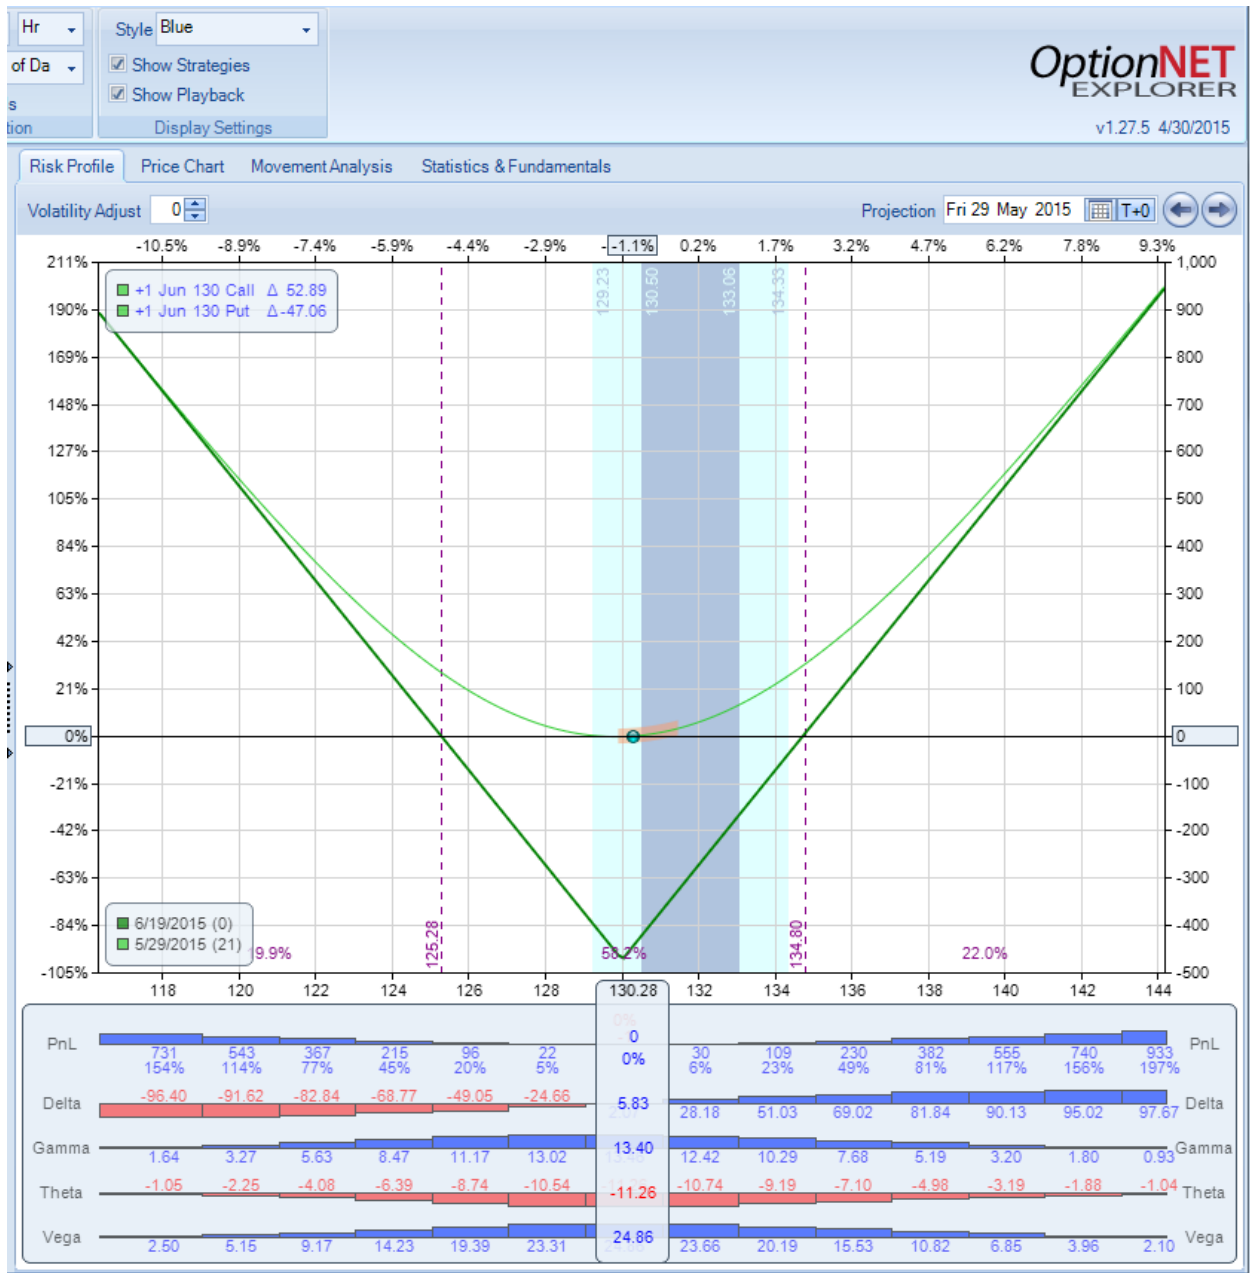 Hr
Style Blue
of Da
Show Strategies
Show Playback
s
tion
Display Settings
OptionNET
EXPLORER
v1.27.5 4/30/2015
Risk Profile Price Chart Movement Analysis Statistics & Fundamentals
Volatility Adjust 0
Projection Fri 29 May 2015 T+0
-10.5% -8.9% -7.4% -5.9% -4.4% -2.9% -1.1% 0.2% 1.7% 3.2% 4.7% 6.2% 7.8% 9.3%
211% 1,000
+1 Jun 130 Call Δ 52.89
+1 Jun 130 Put Δ-47.06
129.23 130.50 133.06 134.33
190% 900
169% 800
148% 700
127% 600
105% 500
84% 400
63% 300
42% 200
21% 100
0% 0
-21% -100
-42% -200
-63% -300
-84% -400
6/19/2015 (0)
5/29/2015 (21)
125.28 134.80
19.9% 58.2% 22.0%
-105% -500
118 120 122 124 126 128 130.28 132 134 136 138 140 142 144
0%
PnL 731 543 367 215 96 22 0 30 109 230 382 555 740 933 PnL
154% 114% 77% 45% 20% 5% 0% 6% 23% 49% 81% 117% 156% 197%
Delta -96.40 -91.62 -82.84 -68.77 -49.05 -24.66 5.83 28.18 51.03 69.02 81.84 90.13 95.02 97.67 Delta
Gamma 1.64 3.27 5.63 8.47 11.17 13.02 13.40 12.42 10.29 7.68 5.19 3.20 1.80 0.93 Gamma
Theta -1.05 -2.25 -4.08 -6.39 -8.74 -10.54 -11.26 -10.74 -9.19 -7.10 -4.98 -3.19 -1.88 -1.04 Theta
Vega 2.50 5.15 9.17 14.23 19.39 23.31 24.86 23.66 20.19 15.53 10.82 6.85 3.96 2.10 Vega